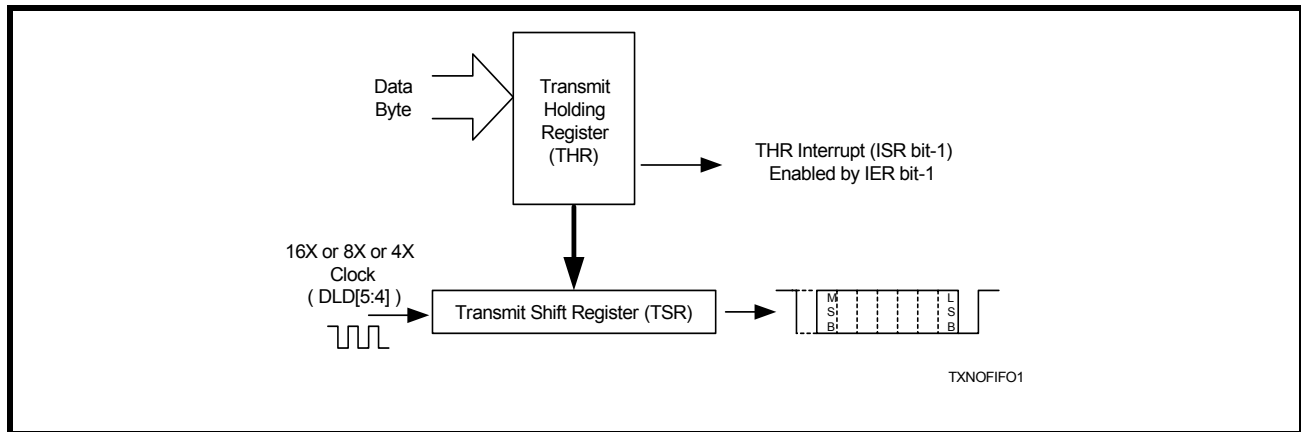 Data
Byte
Transmit
Holding
Register
(THR)
THR Interrupt (ISR bit-1)
Enabled by IER bit-1
16X or 8X or 4X
Clock
( DLD[5:4] )
Transmit Shift Register (TSR)
M
S
B
L
S
B
TXNOFIFO1